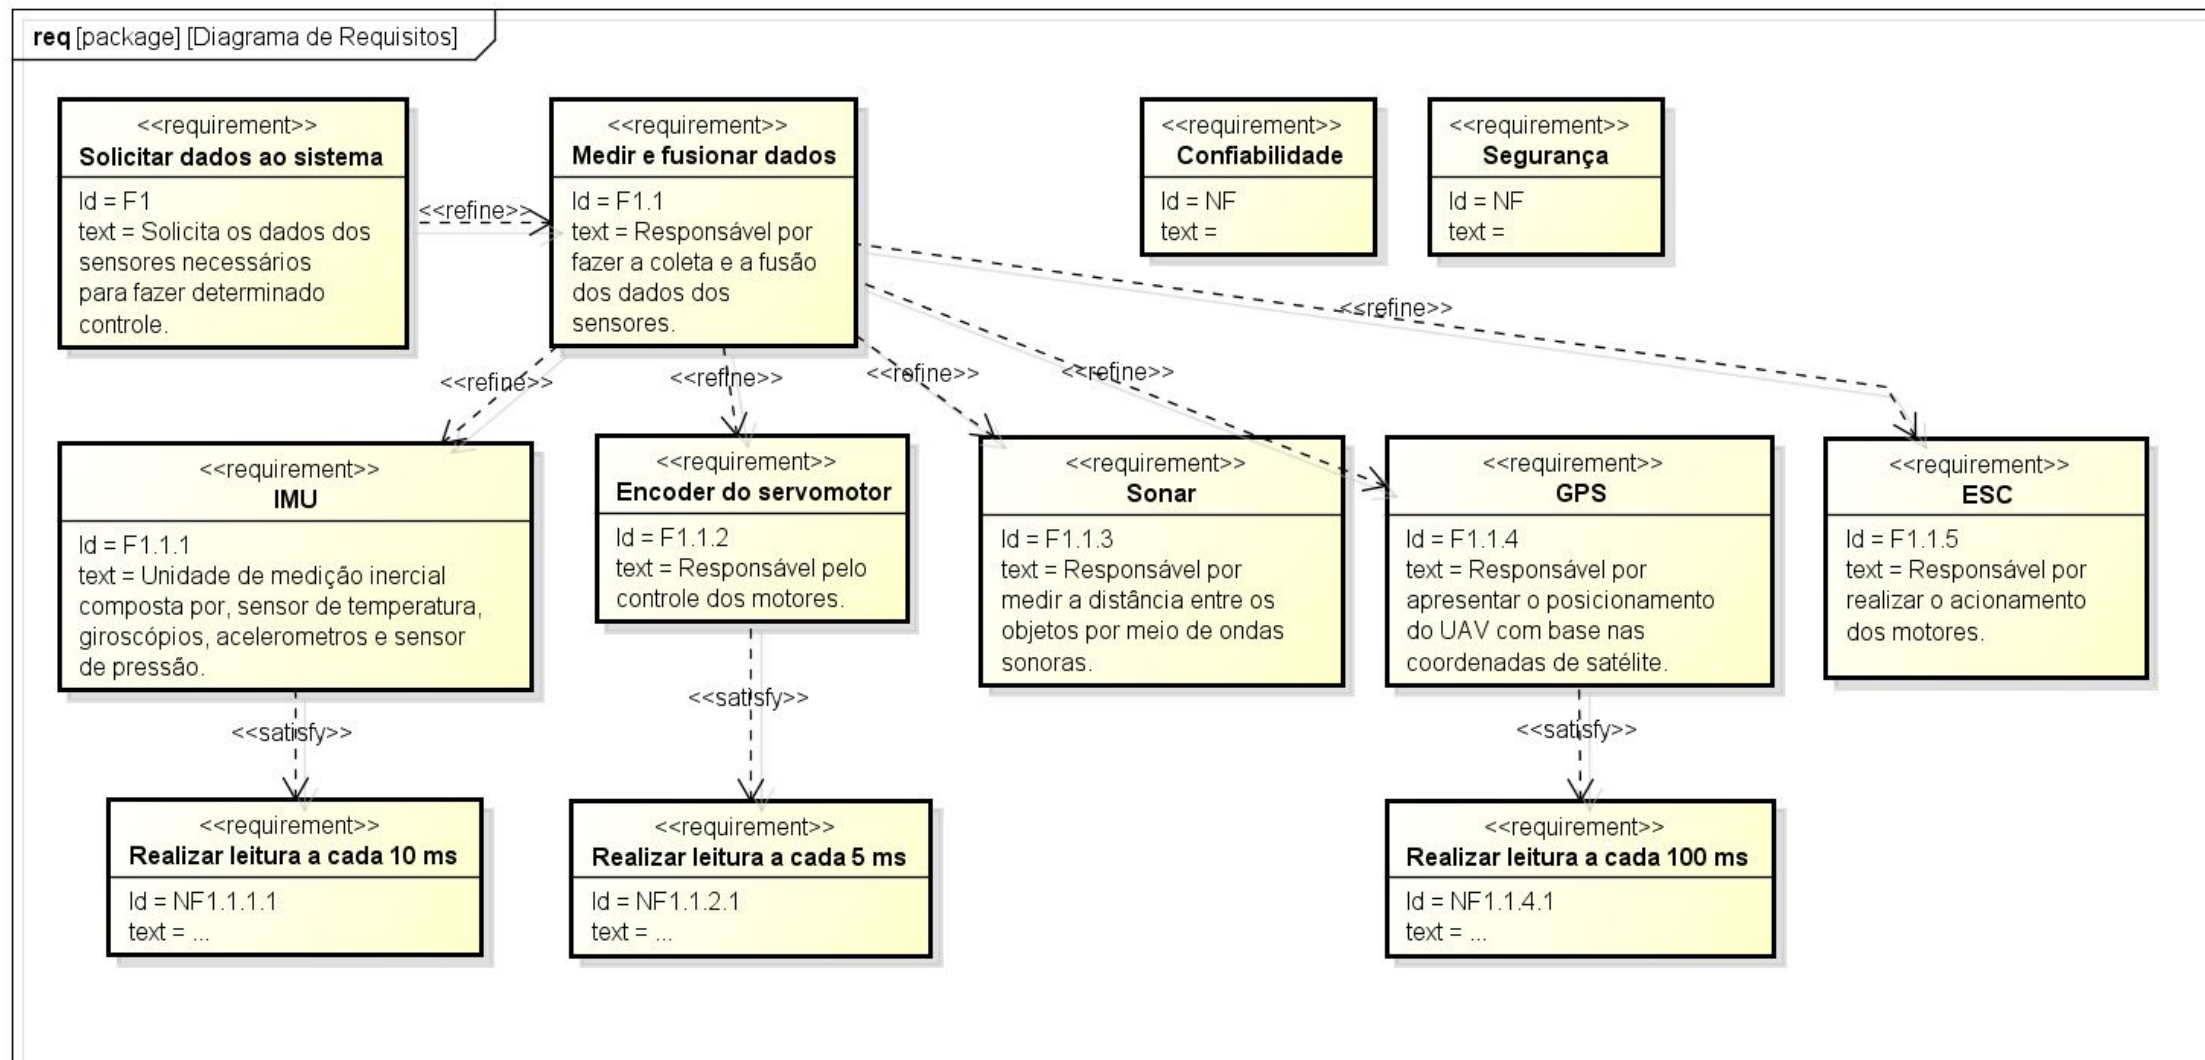 req [package] [Diagrama de Requisitos]
<<requirement>>
Solicitar dados ao sistema
Id = F1
text = Solicita os dados dos
sensores necessários
para fazer determinado
controle.
<<refine>>
<<requirement>>
Medir e fusionar dados
Id = F1.1
text = Responsável por
fazer a coleta e a fusão
dos dados dos
sensores.
<<requirement>>
Confiabilidade
Id = NF
text =
<<requirement>>
Segurança
Id = NF
text =
<<refine>>
<<refine>>
<<refine>>
<<refine>>
<<refine>>
<<requirement>>
IMU
Id = F1.1.1
text = Unidade de medição inercial
composta por, sensor de temperatura,
giroscópios, acelerometros e sensor
de pressão.
<<requirement>>
Encoder do servomotor
Id = F1.1.2
text = Responsável pelo
controle dos motores.
<<requirement>>
Sonar
Id = F1.1.3
text = Responsável por
medir a distância entre os
objetos por meio de ondas
sonoras.
<<requirement>>
GPS
Id = F1.1.4
text = Responsável por
apresentar o posicionamento
do UAV com base nas
coordenadas de satélite.
<<requirement>>
ESC
Id = F1.1.5
text = Responsável por
realizar o acionamento
dos motores.
<<satisfy>>
<<satisfy>>
<<satisfy>>
<<requirement>>
Realizar leitura a cada 10 ms
Id = NF1.1.1.1
text = ...
<<requirement>>
Realizar leitura a cada 5 ms
Id = NF1.1.2.1
text = ...
<<requirement>>
Realizar leitura a cada 100 ms
Id = NF1.1.4.1
text = ...